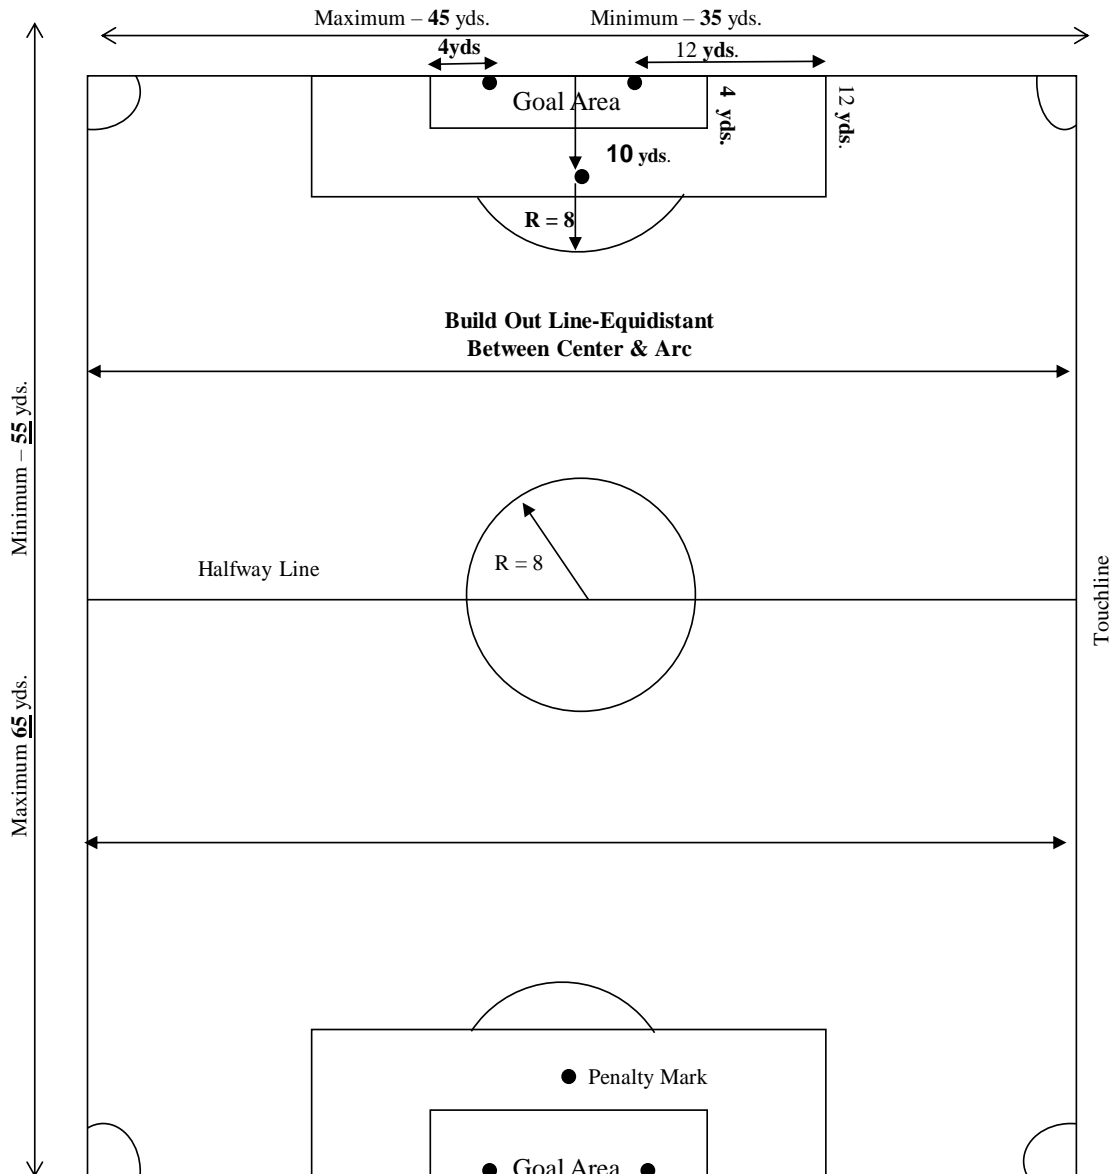 Maximum – 45 yds.
Minimum – 35 yds.
4yds
12 yds.
Goal Area
4 yds.
12 yds.
10 yds.
R = 8
Build Out Line-Equidistant
Between Center & Arc
Minimum – 55 yds.
R = 8
Halfway Line
Touchline
Maximum 65 yds.
Penalty Mark
Goal Area